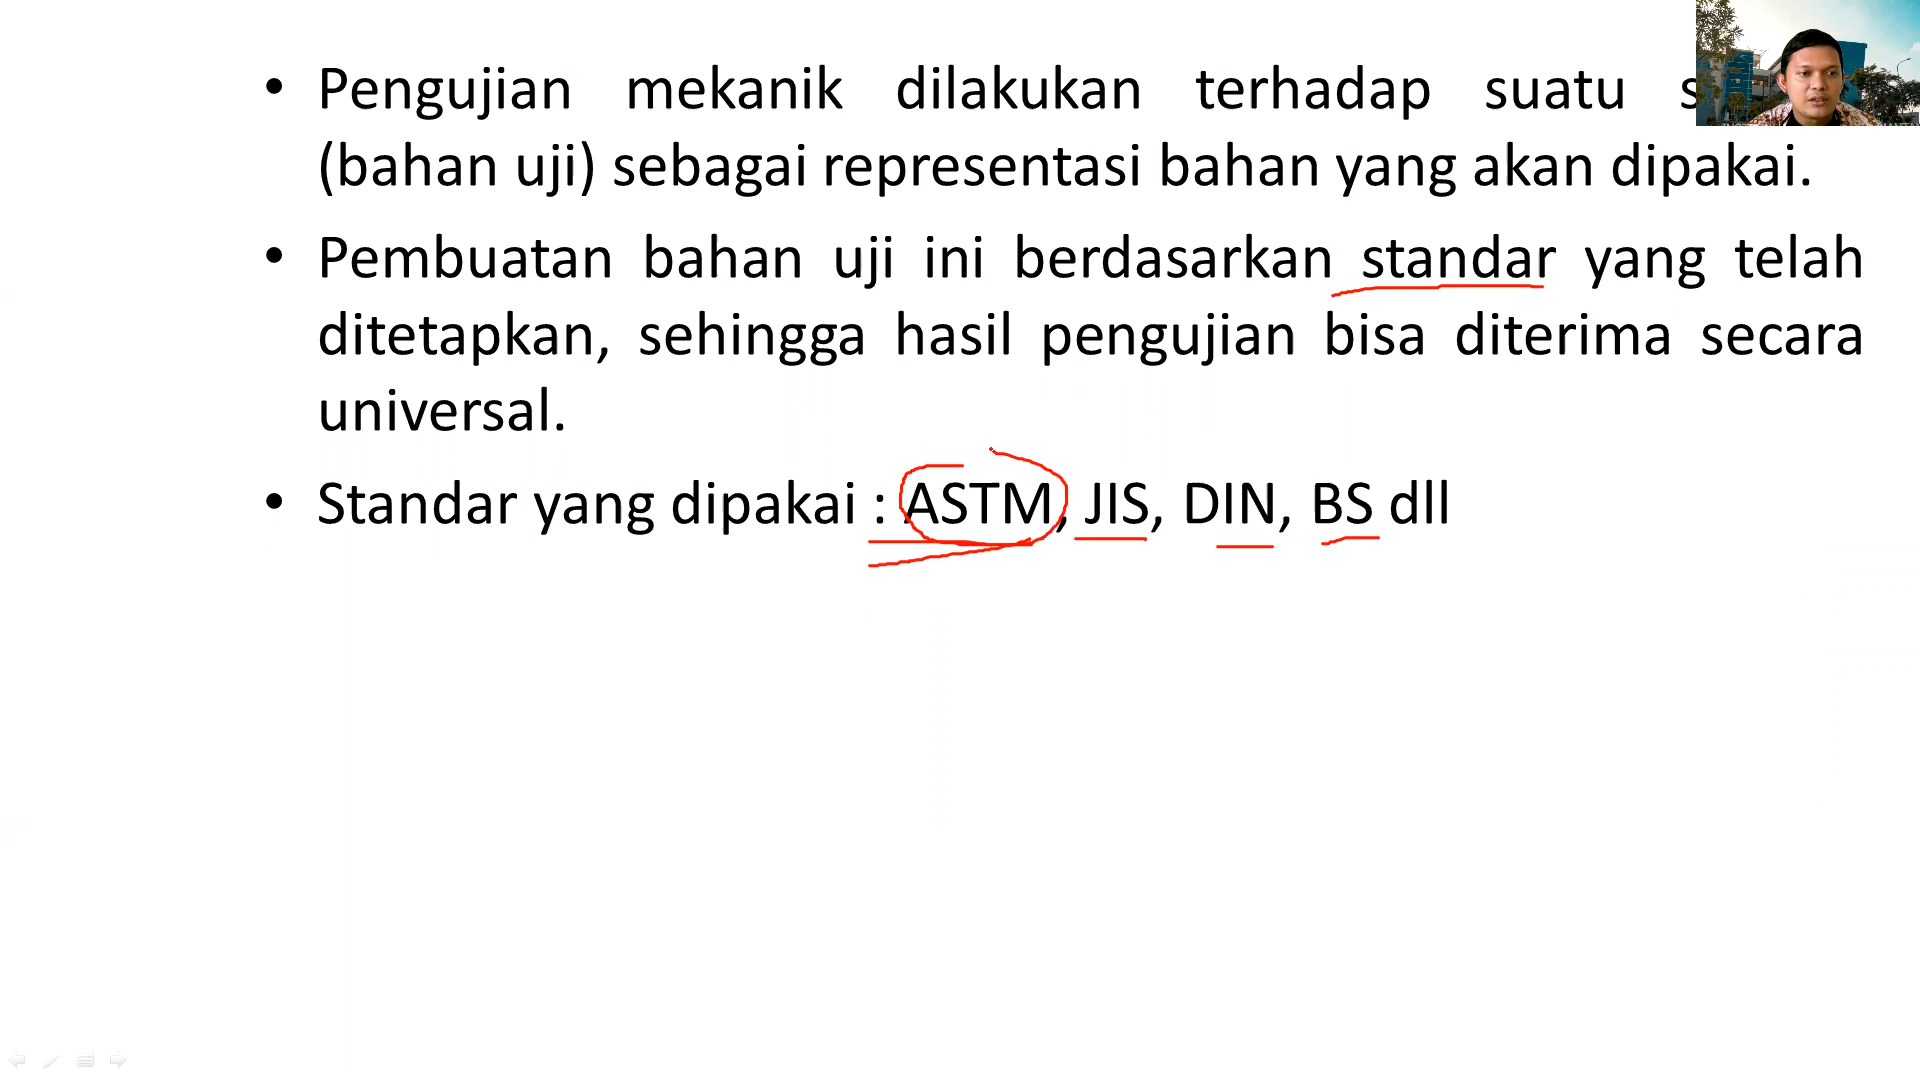 • Pengujian mekanik dilakukan terhadap suatu
(bahan uji) sebagai representasi bahan yang akan dipakai.
• Pembuatan bahan uji ini berdasarkan standar yang telah
ditetapkan, sehingga hasil pengujian bisa diterima secara
universal.
• Standar yang dipakai : ASTM, JIS, DIN, BS dll